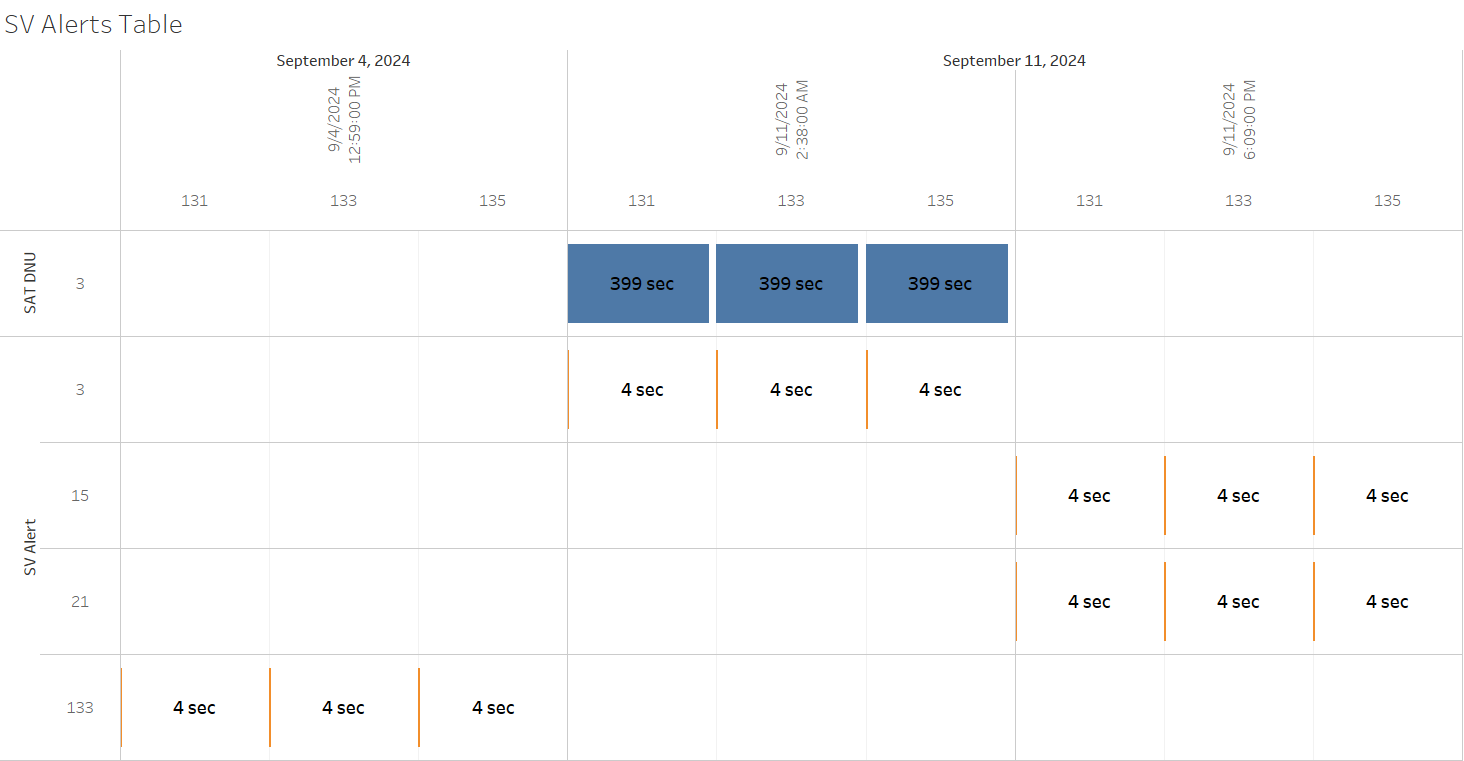 SV Alerts Table
September 4, 2024
September 11, 2024
9/4/2024
12:59:00 PM
9/11/2024
2:38:00 AM
9/11/2024
6:09:00 PM
131 133 135 131 133 135 131 133 135
SAT DNU
3 399 sec 399 sec 399 sec
SV Alert
3 4 sec 4 sec 4 sec
15 4 sec 4 sec 4 sec
21 4 sec 4 sec 4 sec
133 4 sec 4 sec 4 sec